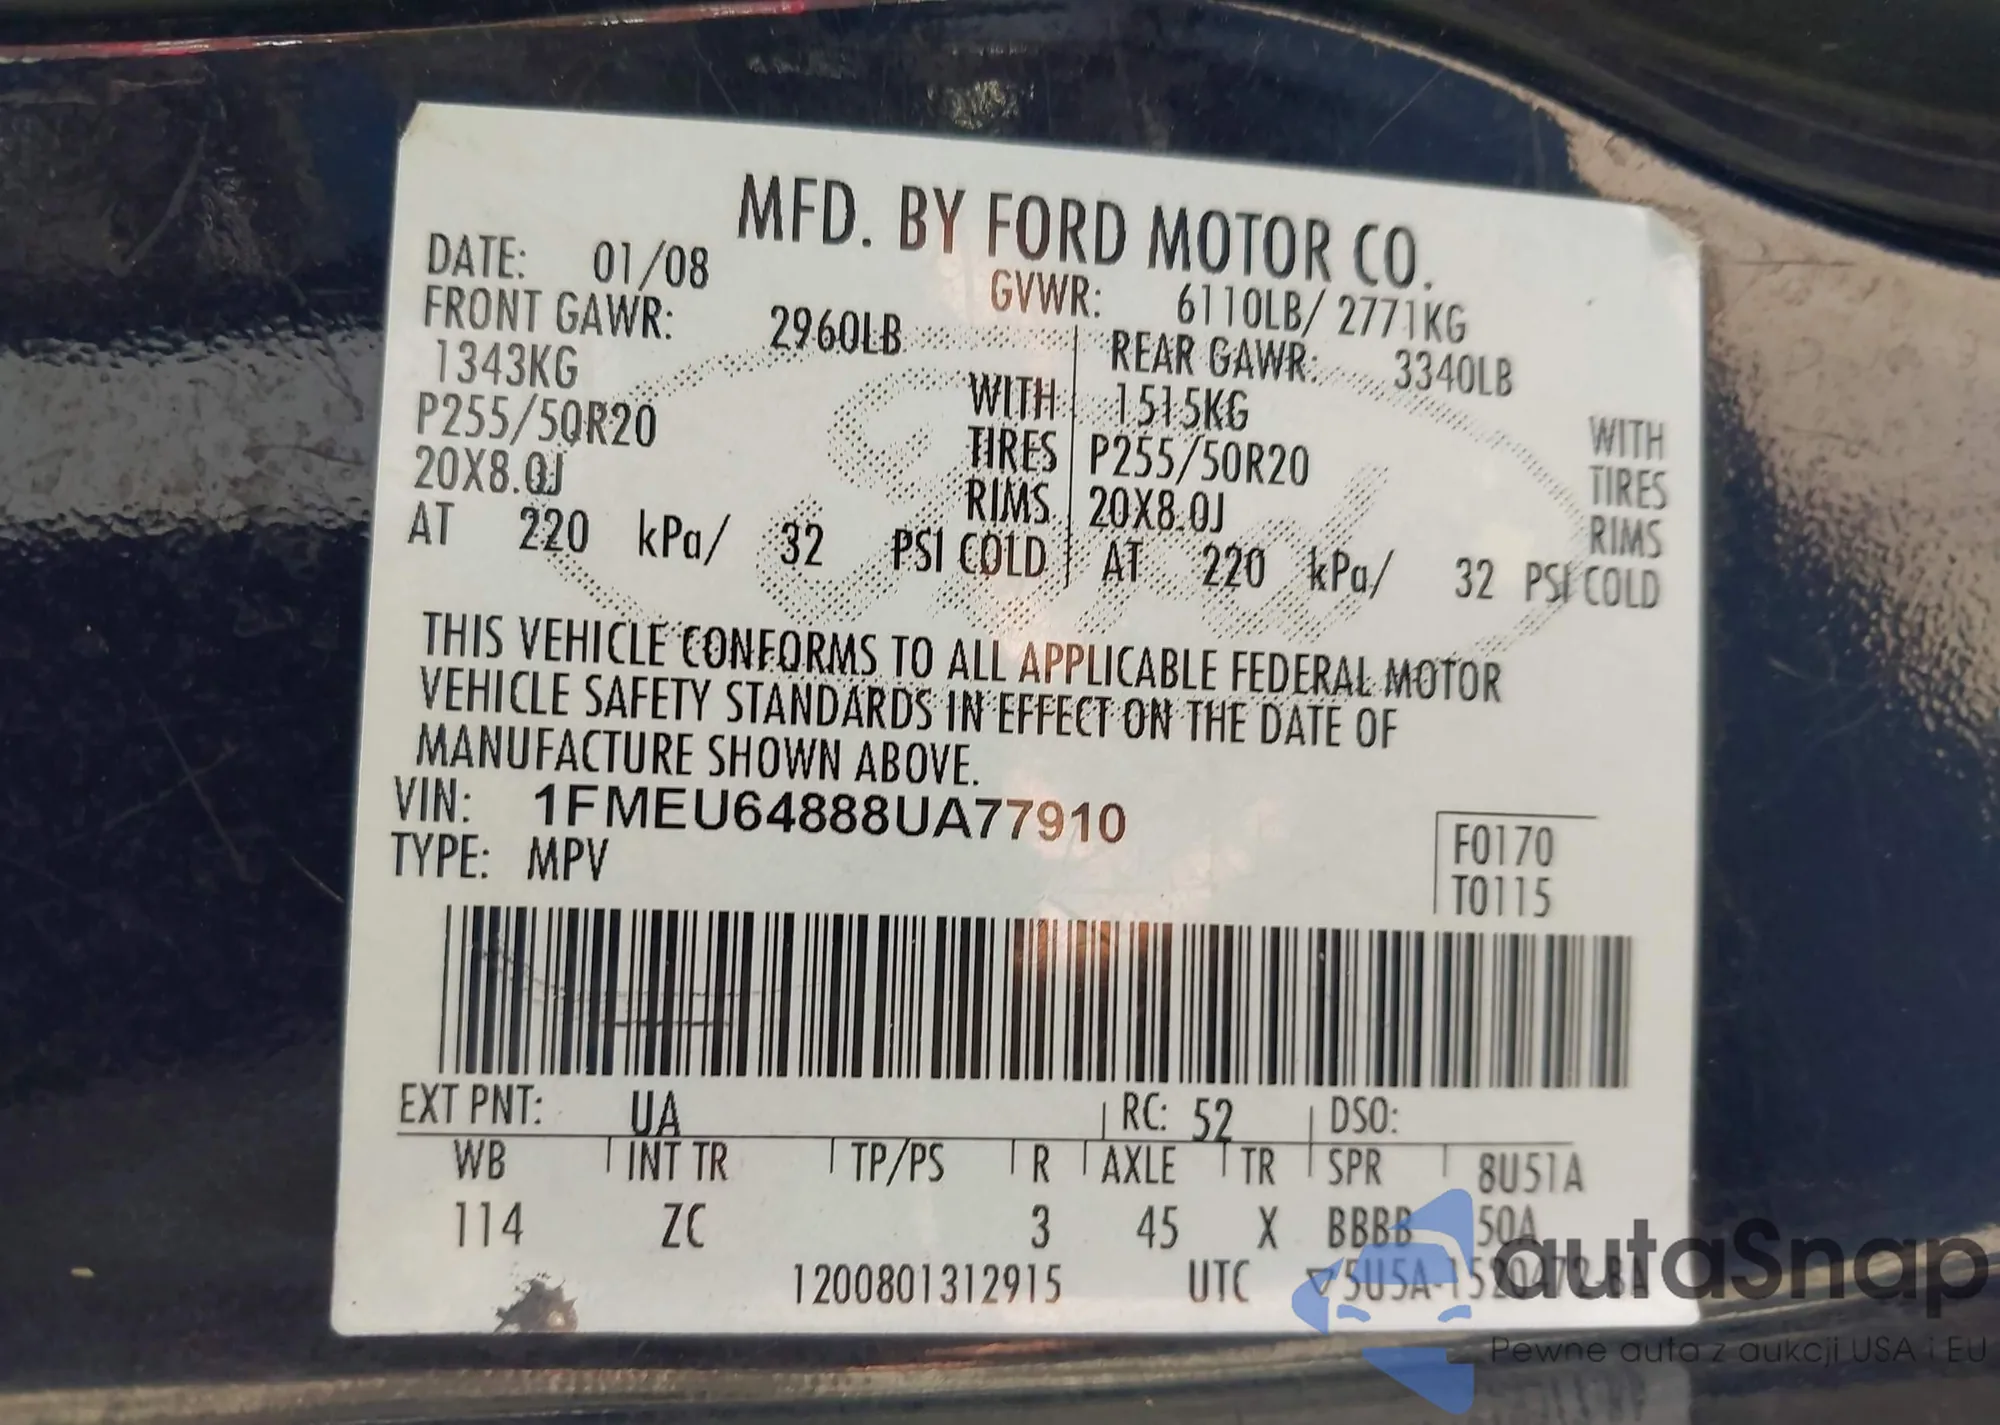 MFD. BY FORD MOTOR CO.
DATE: 01/08 GVWR: 6110LB/ 2771KG
FRONT GAWR: 2960LB REAR GAWR: 3340LB
1343KG WITH 1515KG WITH
P255/50R20 TIRES P255/50R20 TIRES
20X8.0J RIMS 20X8.0J RIMS
AT 220 kPa/ 32 PSI COLD AT 220 kPa/ 32 PSI COLD
THIS VEHICLE CONFORMS TO ALL APPLICABLE FEDERAL MOTOR
VEHICLE SAFETY STANDARDS IN EFFECT ON THE DATE OF
MANUFACTURE SHOWN ABOVE.
VIN: 1FMEU64888UA77910
TYPE: MPV
F0170
T0115
EXT PNT: UA RC: 52 DSO:
WB INT TR TP/PS R AXLE TR SPR 8U51A
114 ZC 3 45 X BBBB 50A
1200801312915 UTC ▽5U5A-1520472-BA
autaSnap
Pewne auta z aukcji USA i EU